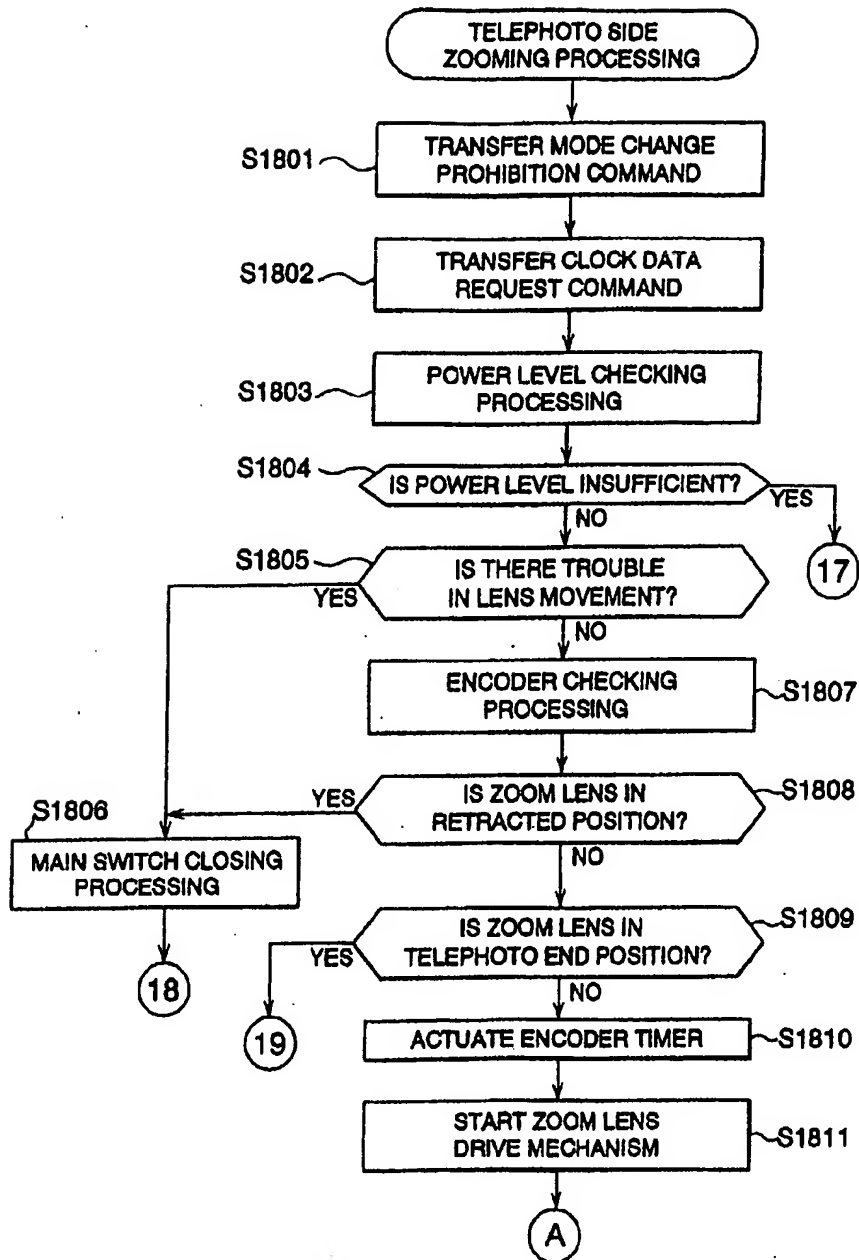 TELEPHOTO SIDE
ZOOMING PROCESSING
S1801
TRANSFER MODE CHANGE
PROHIBITION COMMAND
S1802
TRANSFER CLOCK DATA
REQUEST COMMAND
S1803
POWER LEVEL CHECKING
PROCESSING
S1804
IS POWER LEVEL INSUFFICIENT?
YES
NO
17
S1805
IS THERE TROUBLE
IN LENS MOVEMENT?
YES
NO
ENCODER CHECKING
PROCESSING
S1807
S1806
MAIN SWITCH CLOSING
PROCESSING
18
YES
IS ZOOM LENS IN
RETRACTED POSITION?
S1808
NO
IS ZOOM LENS IN
TELEPHOTO END POSITION?
S1809
YES
NO
19
ACTUATE ENCODER TIMER
S1810
START ZOOM LENS
DRIVE MECHANISM
S1811
A